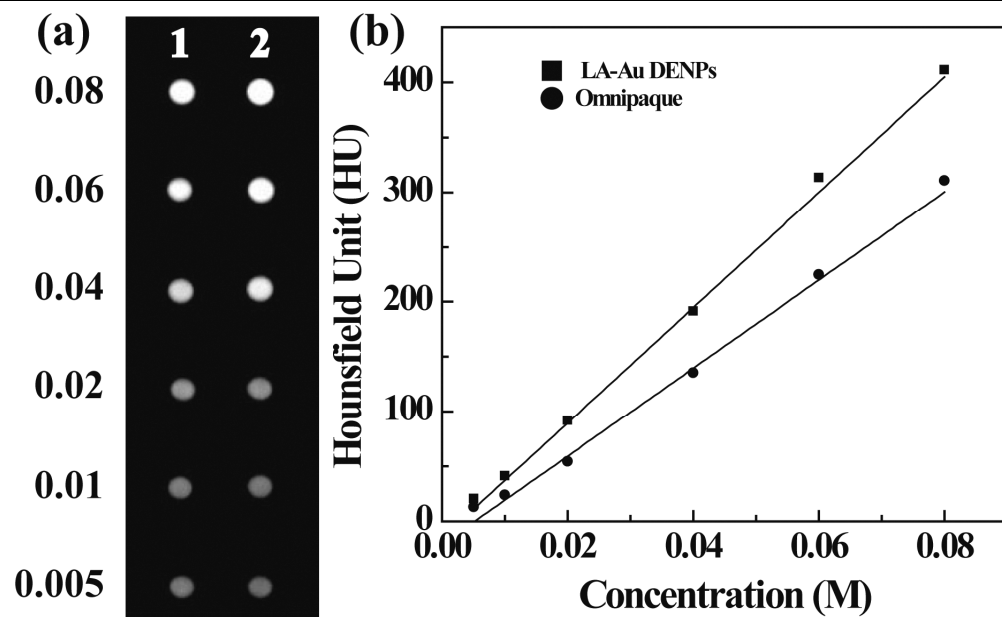 (a)
1 2
0.08
0.06
0.04
0.02
0.01
0.005
(b)
LA-Au DENPs
Omnipaque
Hounsfield Unit (HU)
400
300
200
100
0
0.00 0.02 0.04 0.06 0.08
Concentration (M)